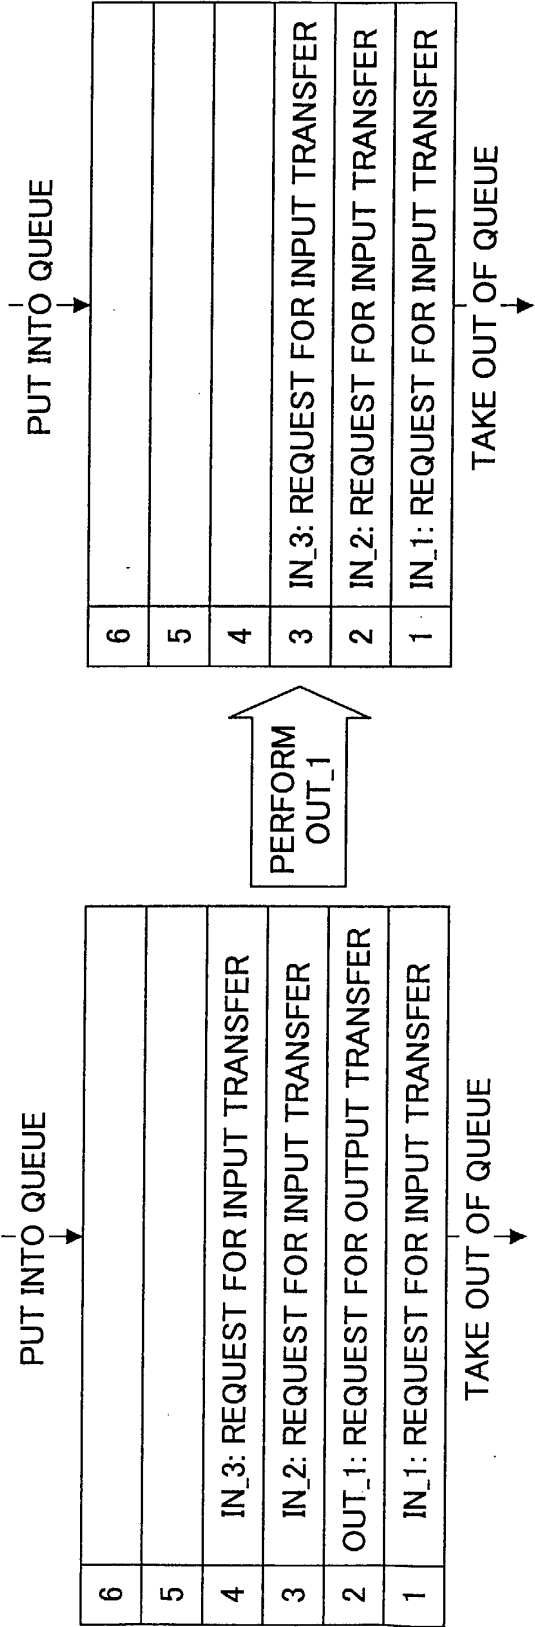 PUT INTO QUEUE
6
5
4 IN_3: REQUEST FOR INPUT TRANSFER
3 IN_2: REQUEST FOR INPUT TRANSFER
2 OUT_1: REQUEST FOR OUTPUT TRANSFER
1 IN_1: REQUEST FOR INPUT TRANSFER
TAKE OUT OF QUEUE
PERFORM
OUT_1
PUT INTO QUEUE
6
5
4
3 IN_3: REQUEST FOR INPUT TRANSFER
2 IN_2: REQUEST FOR INPUT TRANSFER
1 IN_1: REQUEST FOR INPUT TRANSFER
TAKE OUT OF QUEUE